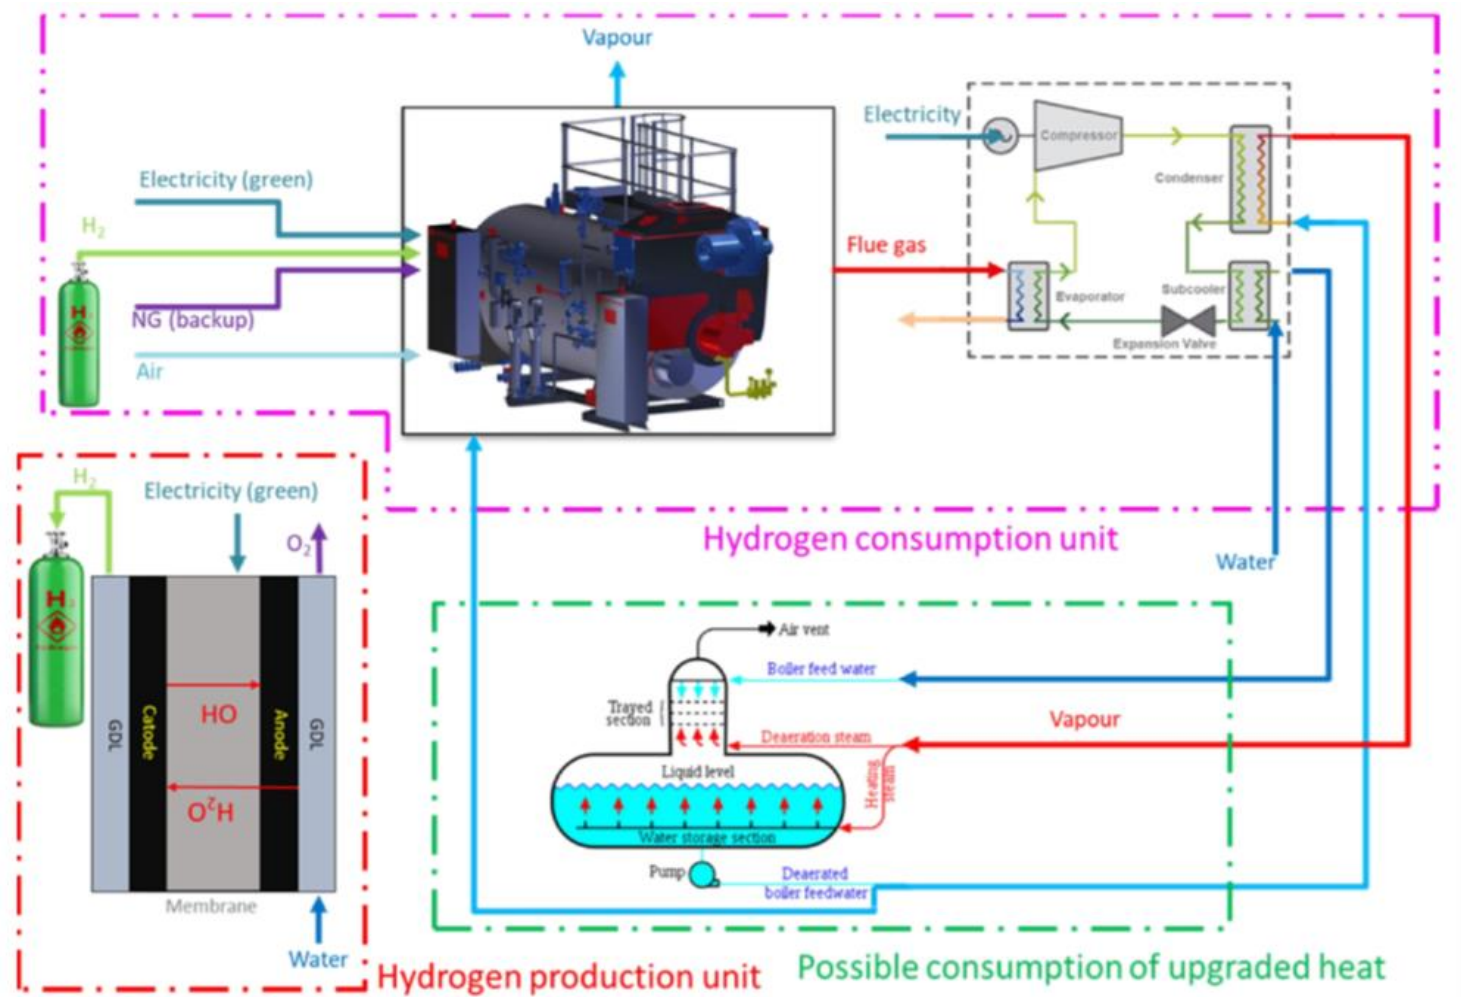 Vapour
Electricity
Compressor
Condenser
Electricity (green)
H2
Flue gas
Evaporator
Subcooler
NG (backup)
Expansion Valve
Air
H
Hydrogen consumption unit
Water
H2
Electricity (green)
O2
H
GDL
Catode
HO
Anode
GDL
H2O
Membrane
Water
Hydrogen production unit
Air vent
Boiler feed water
Trayed
section
Vapour
Deaeration steam
Liquid level
Heating
steam
Water storage section
Pump
Deaerated
boiler feedwater
Possible consumption of upgraded heat